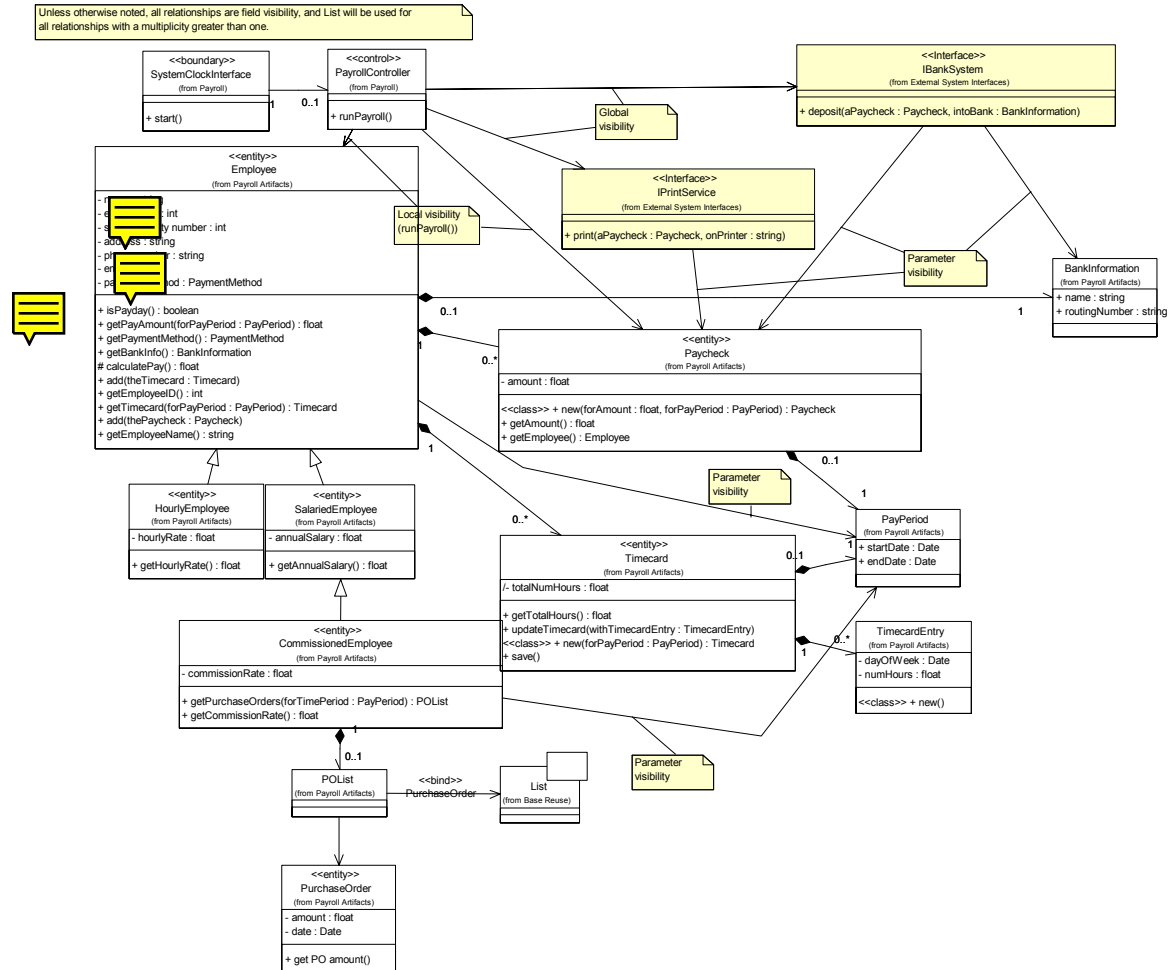 Unless otherwise noted, all relationships are field visibility, and List will be used for
all relationships with a multiplicity greater than one.
<<boundary>>
SystemClockInterface
(from Payroll)
+ start()
1
0..1
<<control>>
PayrollController
(from Payroll)
+ runPayroll()
Global
visibility
<<Interface>>
IBankSystem
(from External System Interfaces)
+ deposit(aPaycheck : Paycheck, intoBank : BankInformation)
<<entity>>
Employee
(from Payroll Artifacts)
- n
- e : int
- s ty number : int
- add s : string
- ph r : string
- en
- pa od : PaymentMethod
+ isPayday() : boolean
+ getPayAmount(forPayPeriod : PayPeriod) : float
+ getPaymentMethod() : PaymentMethod
+ getBankInfo() : BankInformation
# calculatePay() : float
+ add(theTimecard : Timecard)
+ getEmployeeID() : int
+ getTimecard(forPayPeriod : PayPeriod) : Timecard
+ add(thePaycheck : Paycheck)
+ getEmployeeName() : string
Local visibility
(runPayroll())
<<Interface>>
IPrintService
(from External System Interfaces)
+ print(aPaycheck : Paycheck, onPrinter : string)
Parameter
visibility
BankInformation
(from Payroll Artifacts)
+ name : string
+ routingNumber : string
0..1
1
1
0..*
<<entity>>
Paycheck
(from Payroll Artifacts)
- amount : float
<<class>> + new(forAmount : float, forPayPeriod : PayPeriod) : Paycheck
+ getAmount() : float
+ getEmployee() : Employee
1
0..*
0..1
1
Parameter
visibility
<<entity>>
HourlyEmployee
(from Payroll Artifacts)
- hourlyRate : float
+ getHourlyRate() : float
<<entity>>
SalariedEmployee
(from Payroll Artifacts)
- annualSalary : float
+ getAnnualSalary() : float
PayPeriod
(from Payroll Artifacts)
+ startDate : Date
+ endDate : Date
<<entity>>
Timecard
(from Payroll Artifacts)
/- totalNumHours : float
+ getTotalHours() : float
+ updateTimecard(withTimecardEntry : TimecardEntry)
<<class>> + new(forPayPeriod : PayPeriod) : Timecard
+ save()
0..1
1
1
0..*
TimecardEntry
(from Payroll Artifacts)
- dayOfWeek : Date
- numHours : float
<<class>> + new()
<<entity>>
CommissionedEmployee
(from Payroll Artifacts)
- commissionRate : float
+ getPurchaseOrders(forTimePeriod : PayPeriod) : POList
+ getCommissionRate() : float
1
0..1
Parameter
visibility
POList
(from Payroll Artifacts)
<<bind>>
PurchaseOrder
List
(from Base Reuse)
<<entity>>
PurchaseOrder
(from Payroll Artifacts)
- amount : float
- date : Date
+ get PO amount()